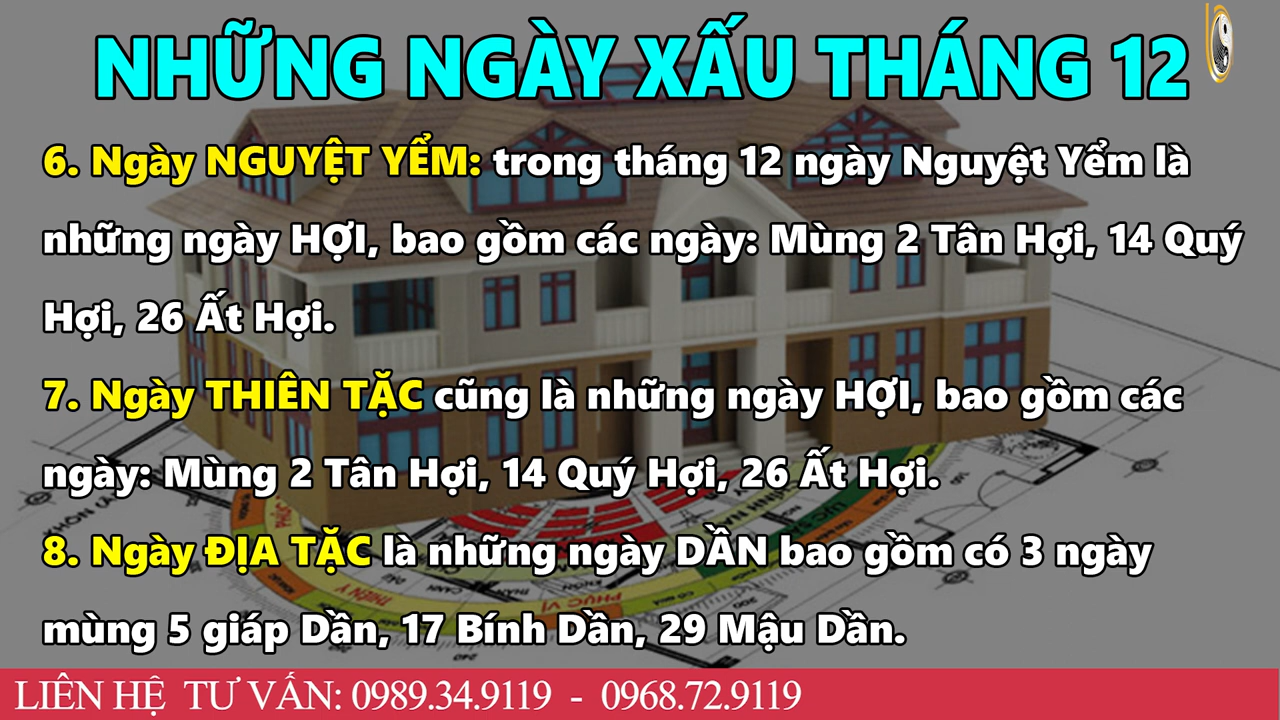 NHỮNG NGÀY XẤU THÁNG 12
6. Ngày NGUYỆT YỂM: trong tháng 12 ngày Nguyệt Yểm là
những ngày HỢI, bao gồm các ngày: Mùng 2 Tân Hợi, 14 Quý
Hợi, 26 Ất Hợi.
7. Ngày THIÊN TẶC cũng là những ngày HỢI, bao gồm các
ngày: Mùng 2 Tân Hợi, 14 Quý Hợi, 26 Ất Hợi.
8. Ngày ĐỊA TẶC là những ngày DẦN bao gồm có 3 ngày
mùng 5 giáp Dần, 17 Bính Dần, 29 Mậu Dần.
PHỤC VỊ
THIÊN Y
LIÊN HỆ TƯ VẤN: 0989.34.9119 - 0968.72.9119